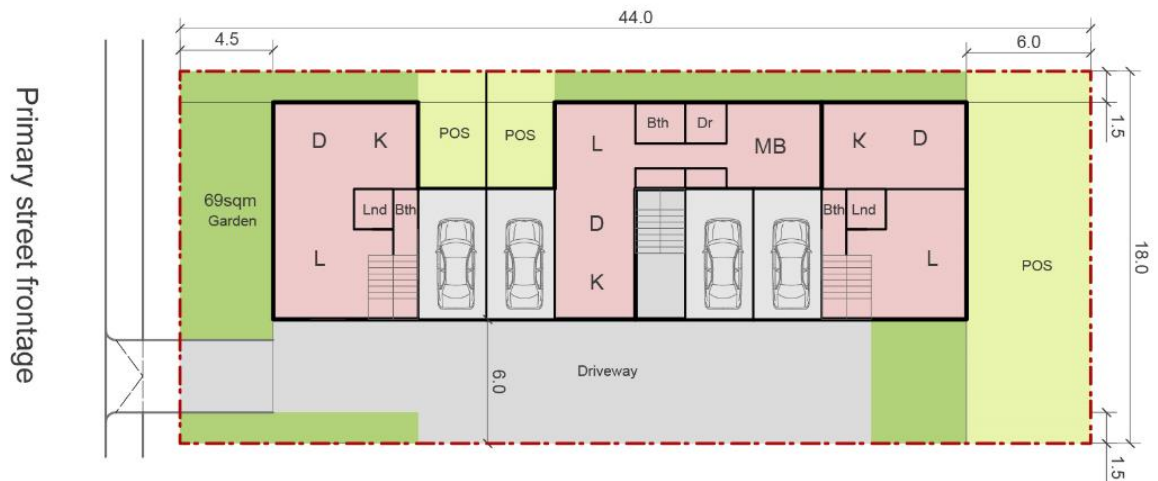 44.0
4.5
6.0
Primary street frontage
1.5
18.0
1.5
6.0
D K
POS POS
L
Bth Dr
MB
K D
69sqm
Garden
Lnd Bth
L
D
K
Bth Lnd
L
POS
Driveway